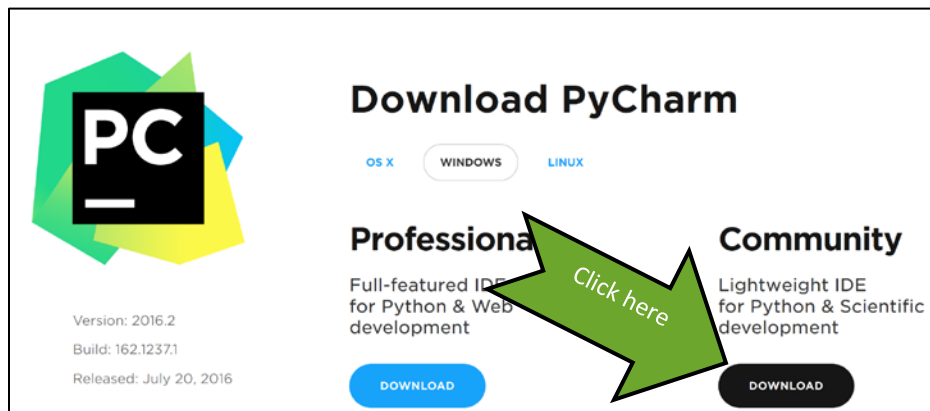 PC
Download PyCharm
OS X
WINDOWS
LINUX
Professiona
Full-featured IDE
for Python & Web
development
DOWNLOAD
Click here
Community
Lightweight IDE
for Python & Scientific
development
DOWNLOAD
Version: 2016.2
Build: 162.1237.1
Released: July 20, 2016